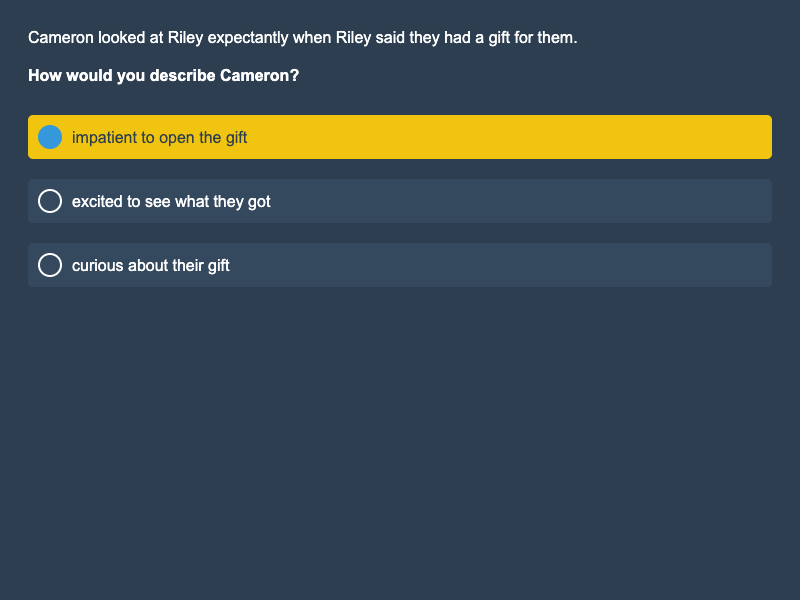 Cameron looked at Riley expectantly when Riley said they had a gift for them.
How would you describe Cameron?
impatient to open the gift
excited to see what they got
curious about their gift